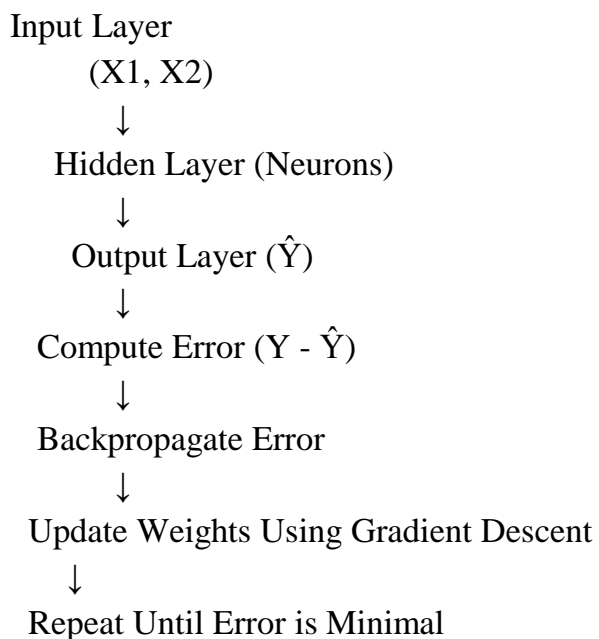 Input Layer
(X1, X2)
↓
Hidden Layer (Neurons)
↓
Output Layer (Ŷ)
↓
Compute Error (Y - Ŷ)
↓
Backpropagate Error
↓
Update Weights Using Gradient Descent
↓
Repeat Until Error is Minimal